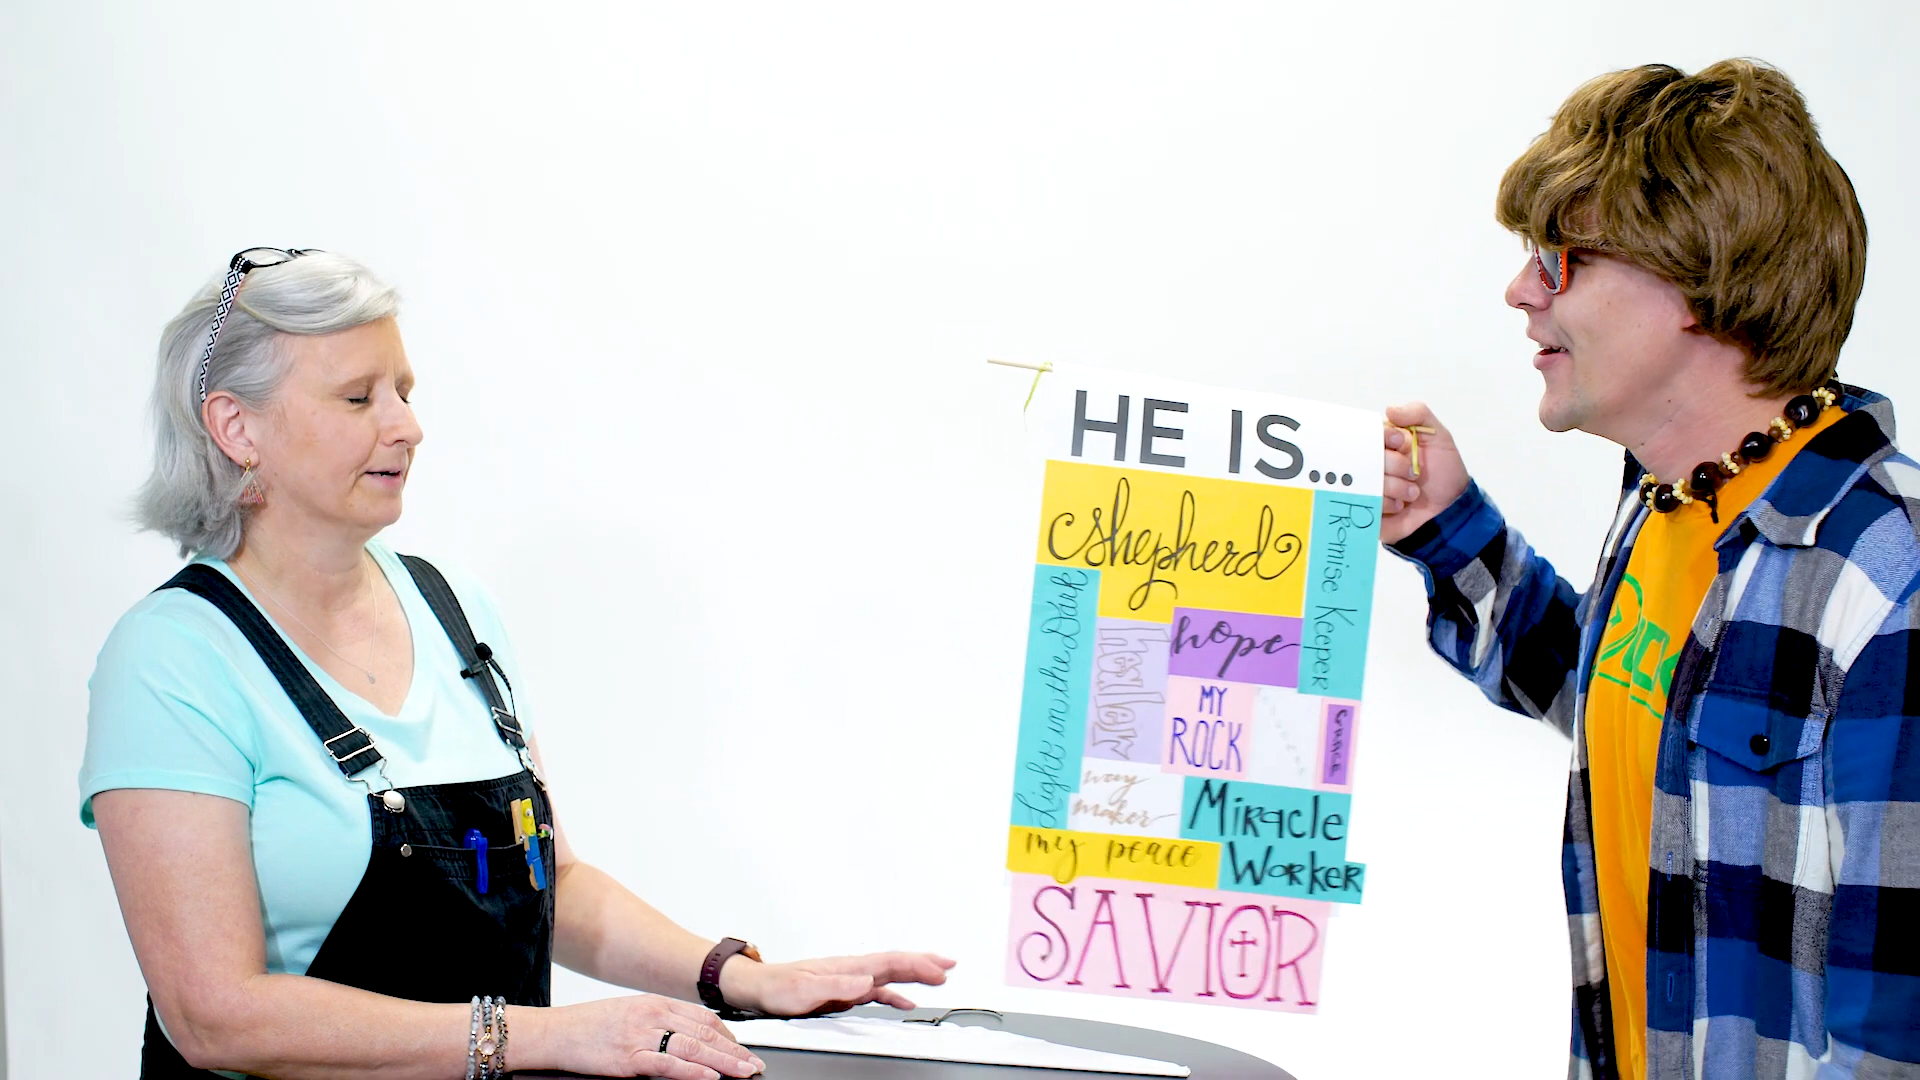 HE IS...
Shepherd
Promise Keeper
Light in the Dark
healer
hope
MY
ROCK
way
maker
Miracle
Worker
my peace
SAVIOR